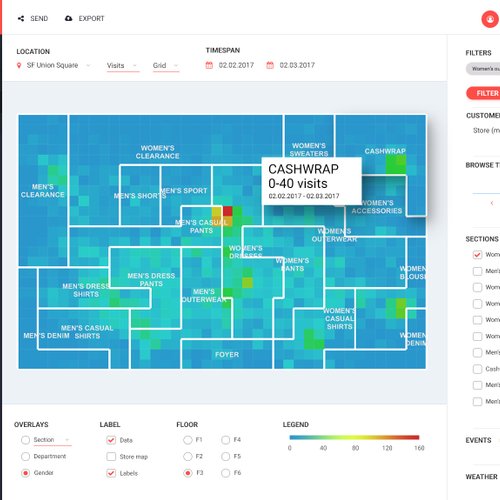 SEND
EXPORT
LOCATION
SF Union Square
Visits
Grid
TIMESPAN
02.02.2017
02.03.2017
FILTERS
FILTER
CUSTOMER
Store (m
BROWSE T
SECTIONS
Wome
Men's
Wome
Wome
Wome
Wome
Men's
Cash
Men's
Men's
EVENTS
WEATHER
WOMEN'S
CLEARANCE
WOMEN'S
SWEATERS
CASHWRAP
CASHWRAP
0-40 visits
02.02.2017 - 02.03.2017
MEN'S
CLEARANCE
MEN'S SHORTS
MEN'S SPORT
WOMEN'S
ACCESSORIES
MEN'S CASUAL
PANTS
WOMEN'S
OUTERWEAR
WOMEN'S
DRESSES
WOMEN'S
PANTS
WOMEN'S
BLOUSE
MEN'S DRESS
PANTS
MEN'S DRESS
SHIRTS
MEN'S
OUTERWEAR
WOMEN'S
CASUAL
SHIRTS
MEN'S DENIM
MEN'S CASUAL
SHIRTS
WOMEN
DENIM
FOYER
OVERLAYS
Section
Department
Gender
LABEL
Data
Store map
Labels
FLOOR
F1
F2
F3
F4
F5
F6
LEGEND
0
40
80
120
160